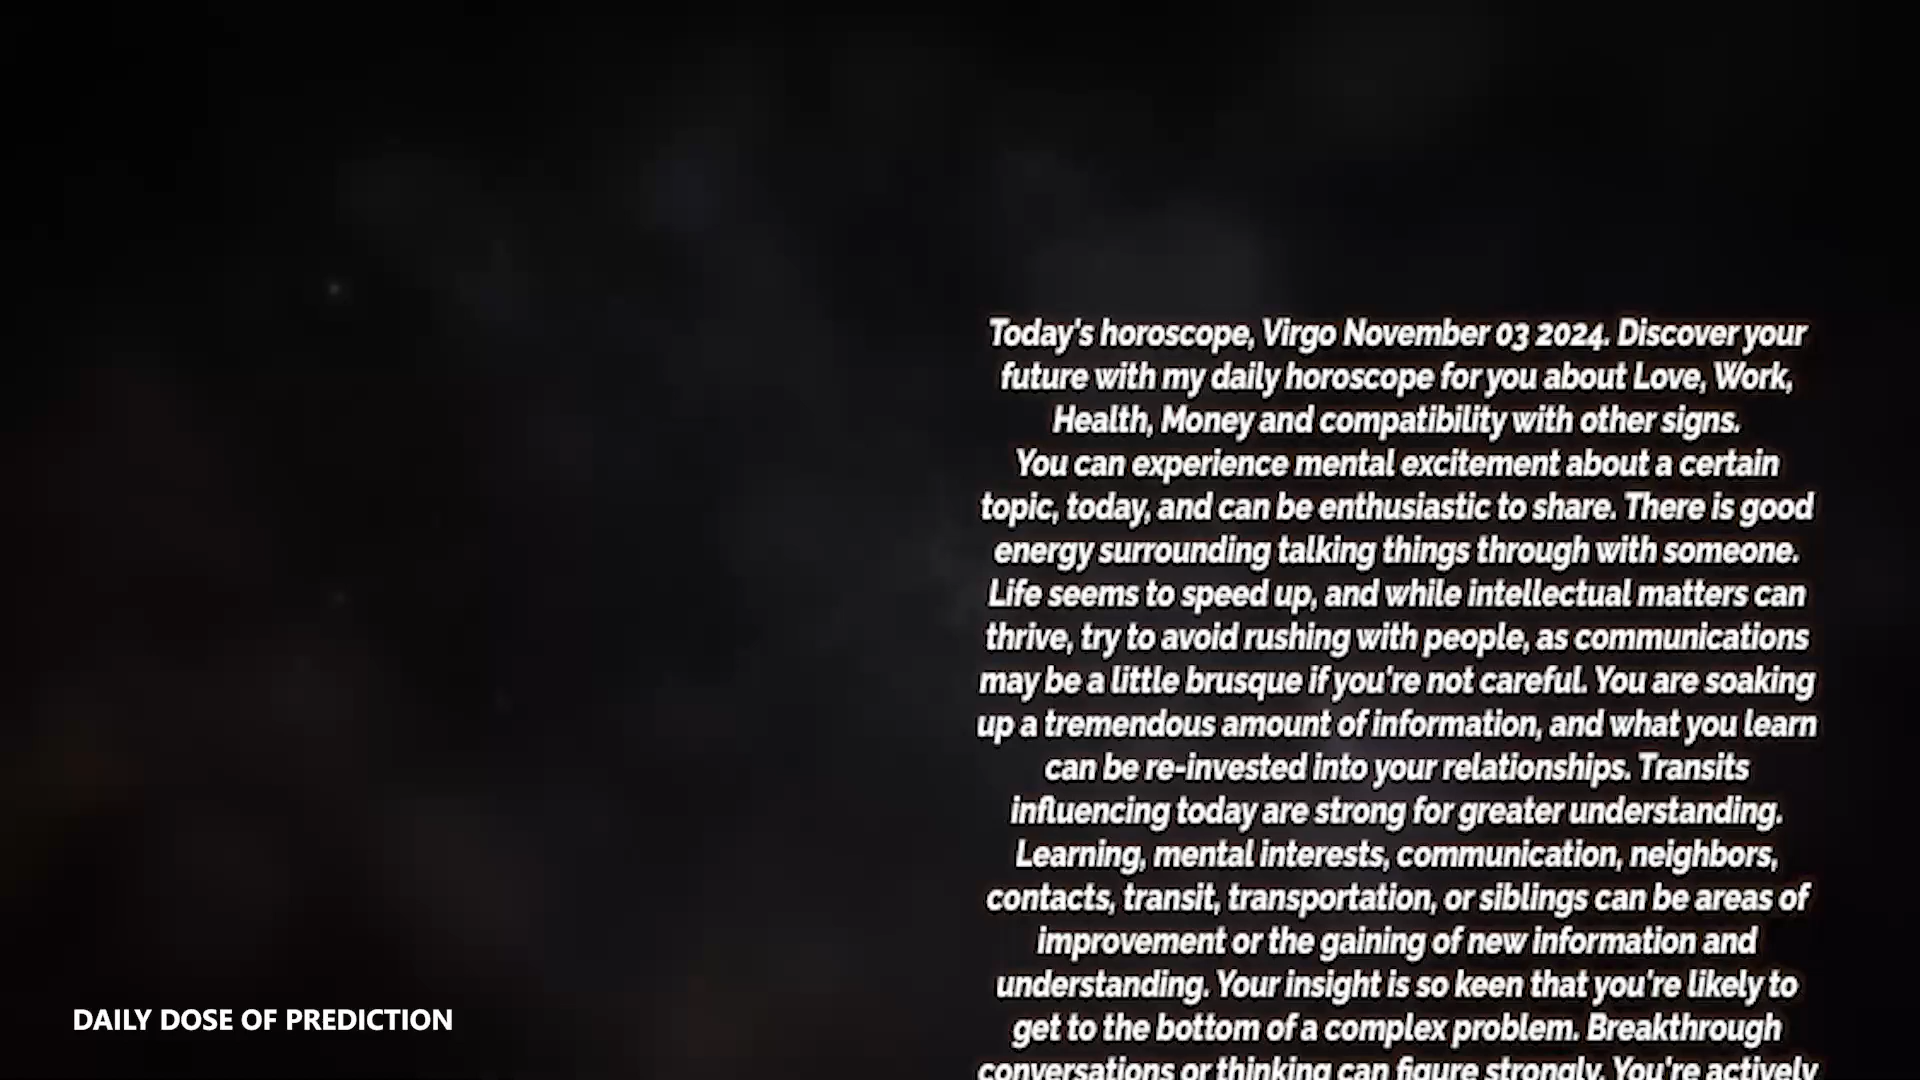 Today's horoscope, Virgo November 03 2024. Discover your
future with my daily horoscope for you about Love, Work,
Health, Money and compatibility with other signs.
You can experience mental excitement about a certain
topic, today, and can be enthusiastic to share. There is good
energy surrounding talking things through with someone.
Life seems to speed up, and while intellectual matters can
thrive, try to avoid rushing with people, as communications
may be a little brusque if you're not careful. You are soaking
up a tremendous amount of information, and what you learn
can be re-invested into your relationships. Transits
influencing today are strong for greater understanding.
Learning, mental interests, communication, neighbors,
contacts, transit, transportation, or siblings can be areas of
improvement or the gaining of new information and
understanding. Your insight is so keen that you're likely to
get to the bottom of a complex problem. Breakthrough
conversations or thinking can figure strongly. You're actively
DAILY DOSE OF PREDICTION